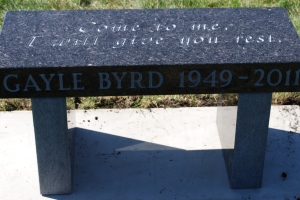 Come to me,
I will give you rest.
GAYLE BYRD 1949-2011